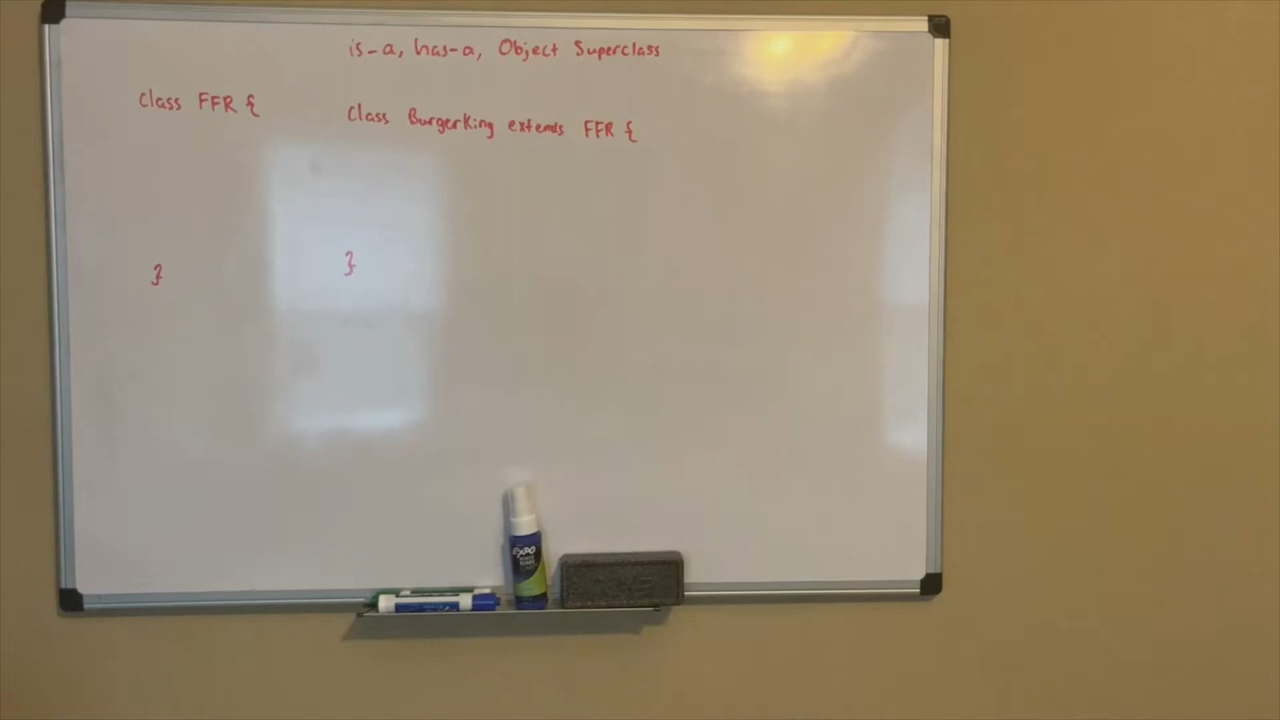 is-a, has-a, Object Superclass
Class FFR {
}
Class BurgerKing extends FFR {
}
EXPO